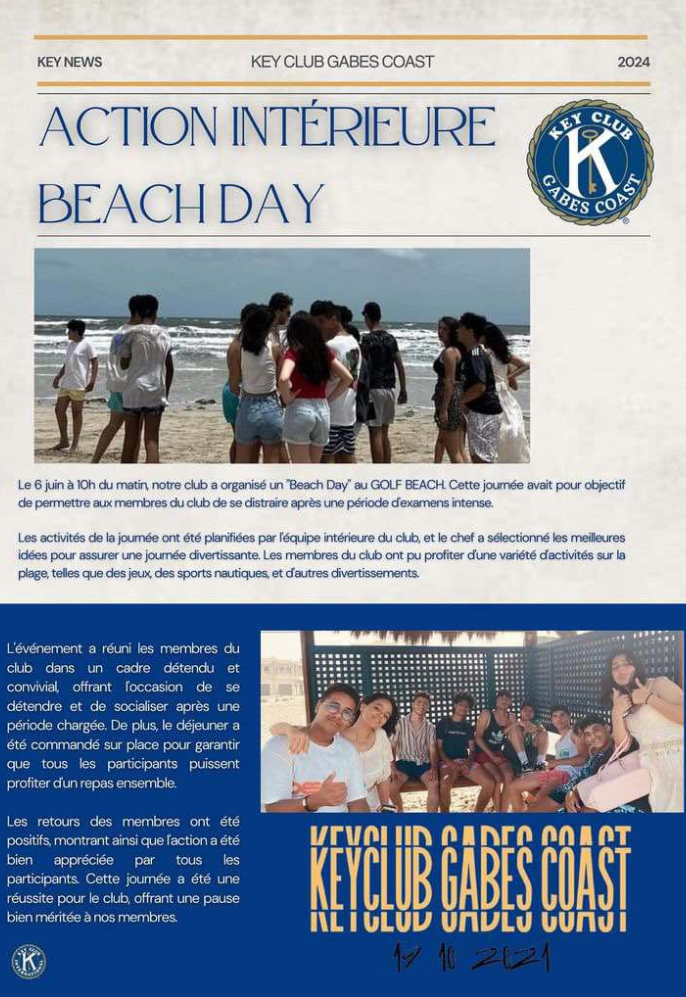 KEY NEWS
KEY CLUB GABES COAST
2024
ACTION INTÉRIEURE
BEACH DAY
KEY CLUB
K
GABES COAST
®
Le 6 juin à 10h du matin, notre club a organisé un "Beach Day" au GOLF BEACH. Cette journée avait pour objectif
de permettre aux membres du club de se distraire après une période d'examens intense.
Les activités de la journée ont été planifiées par l'équipe intérieure du club, et le chef a sélectionné les meilleures
idées pour assurer une journée divertissante. Les membres du club ont pu profiter d'une variété d'activités sur la
plage, telles que des jeux, des sports nautiques, et d'autres divertissements.
L'événement a réuni les membres du
club dans un cadre détendu et
convivial, offrant l'occasion de se
détendre et de socialiser après une
période chargée. De plus, le déjeuner a
été commandé sur place pour garantir
que tous les participants puissent
profiter d'un repas ensemble.
Les retours des membres ont été
positifs, montrant ainsi que l'action a été
bien appréciée par tous les
participants. Cette journée a été une
réussite pour le club, offrant une pause
bien méritée à nos membres.
KEYCLUB GABES COAST
17 10 2021
KEY CLUB
K
INTERNATIONAL